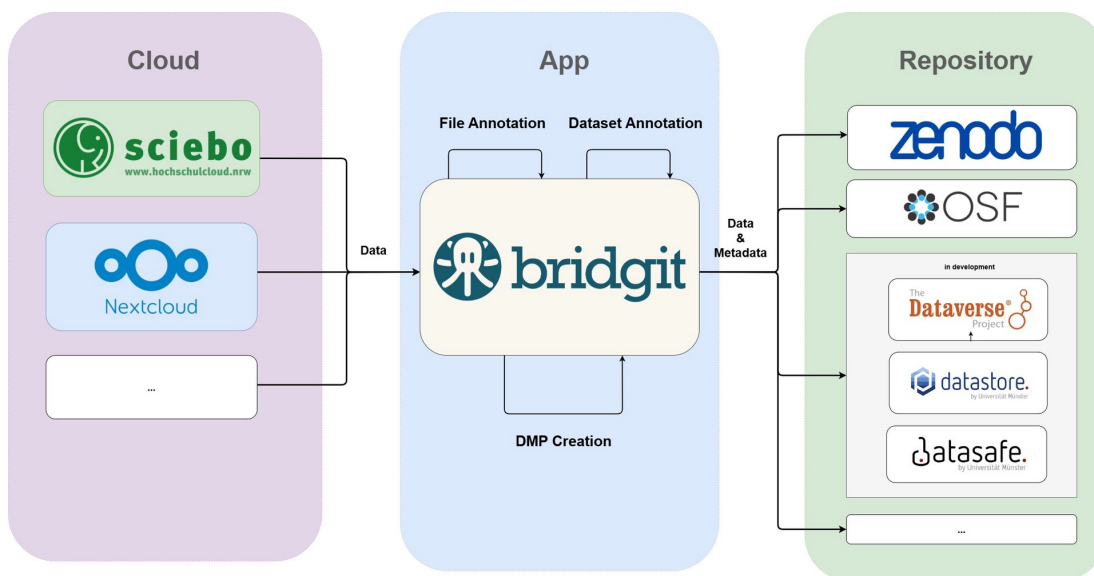 Cloud
sciebo
www.hochschulcloud.nrw
Nextcloud
...
Data
App
File Annotation
Dataset Annotation
bridgit
DMP Creation
Data
&
Metadata
Repository
zenodo
OSF
in development
The
Dataverse®
Project
datastore.
by Universität Münster
datasafe.
by Universität Münster
...